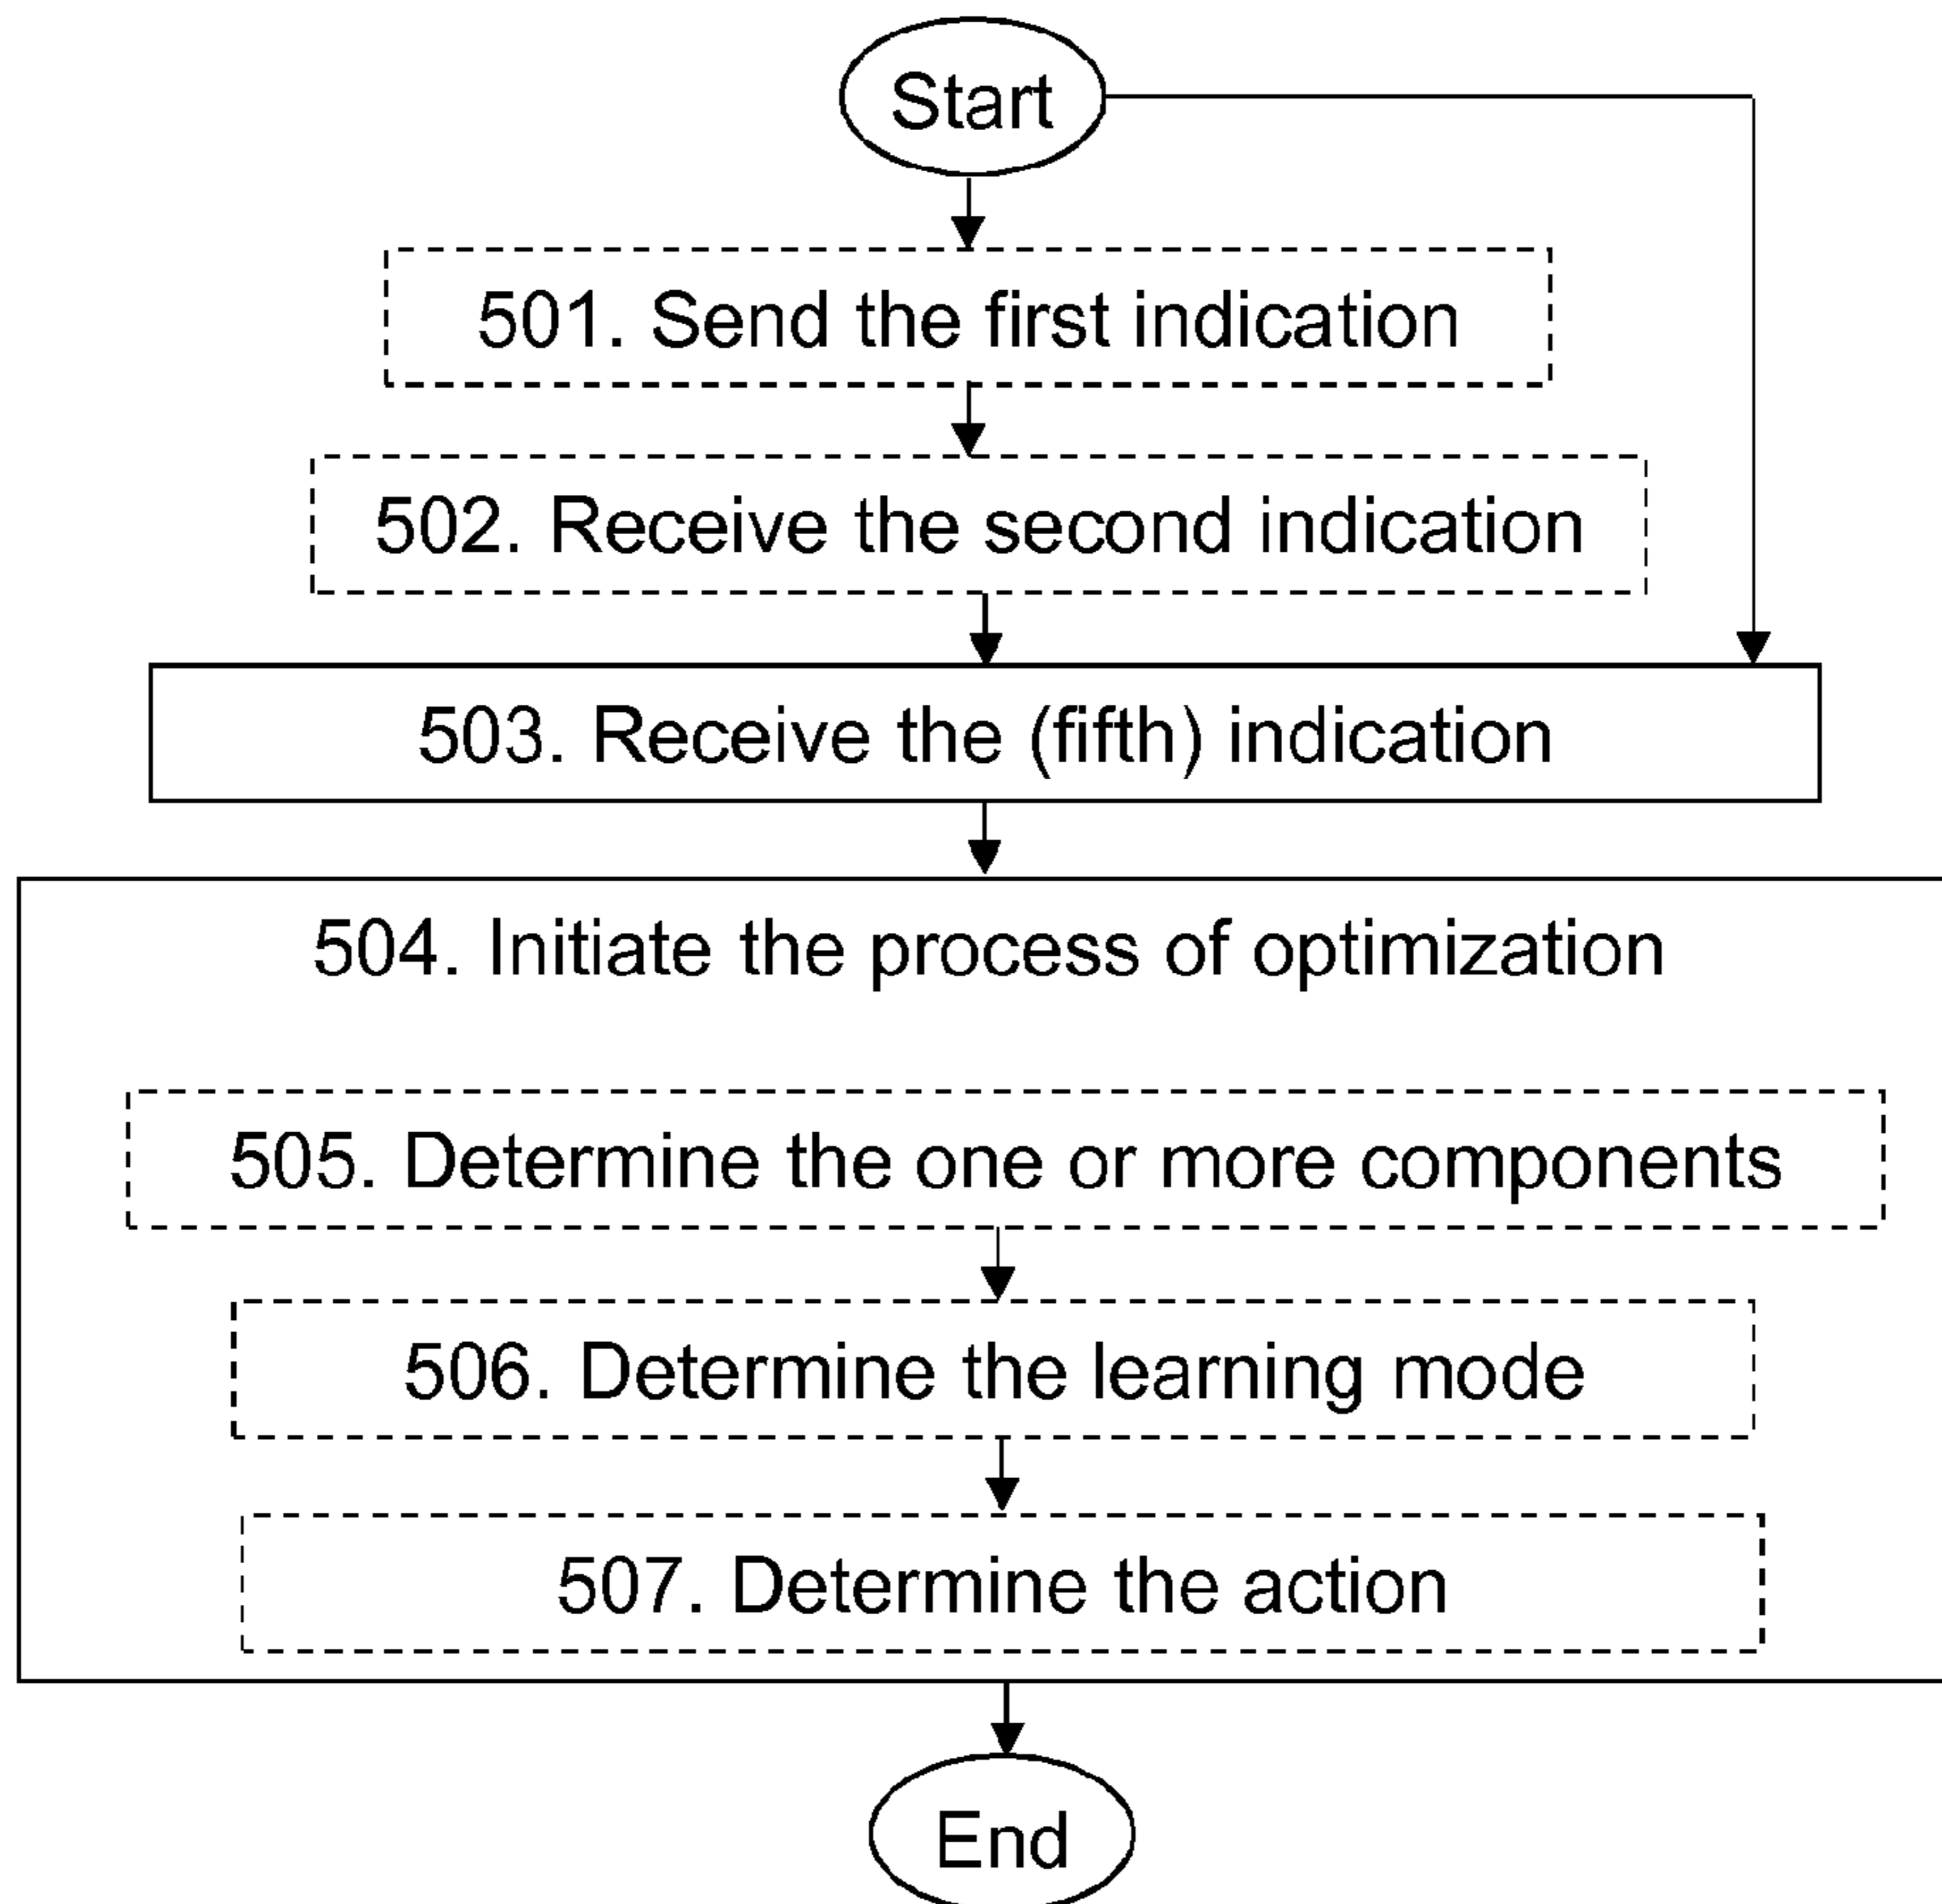 Start
501. Send the first indication
502. Receive the second indication
503. Receive the (fifth) indication
504. Initiate the process of optimization
505. Determine the one or more components
506. Determine the learning mode
507. Determine the action
End